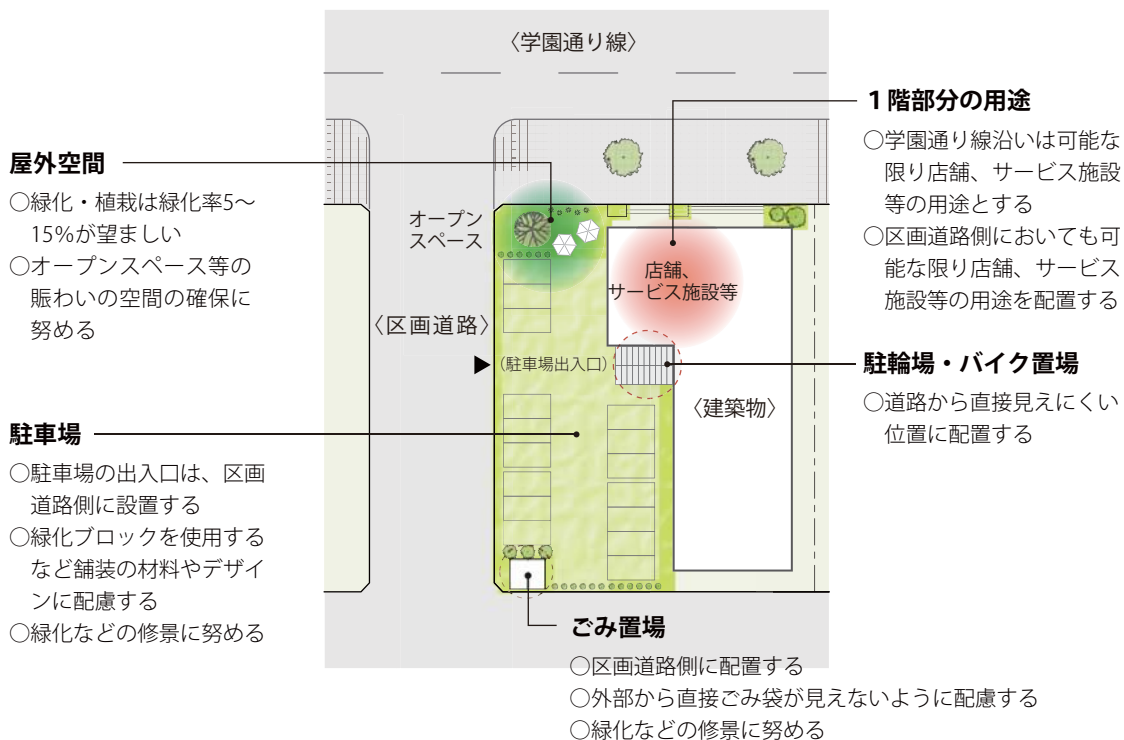 〈学園通り線〉
屋外空間
○緑化・植栽は緑化率5～
15%が望ましい
○オープンスペース等の
賑わいの空間の確保に
努める
駐車場
○駐車場の出入口は、区画
道路側に設置する
○緑化ブロックを使用する
など舗装の材料やデザイ
ンに配慮する
○緑化などの修景に努める
オープン
スペース
〈区画道路〉
(駐車場出入口)
店舗、
サービス施設等
〈建築物〉
1階部分の用途
○学園通り線沿いは可能な
限り店舗、サービス施設
等の用途とする
○区画道路側においても可
能な限り店舗、サービス
施設等の用途を配置する
駐輪場・バイク置場
○道路から直接見えにくい
位置に配置する
ごみ置場
○区画道路側に配置する
○外部から直接ごみ袋が見えないように配慮する
○緑化などの修景に努める